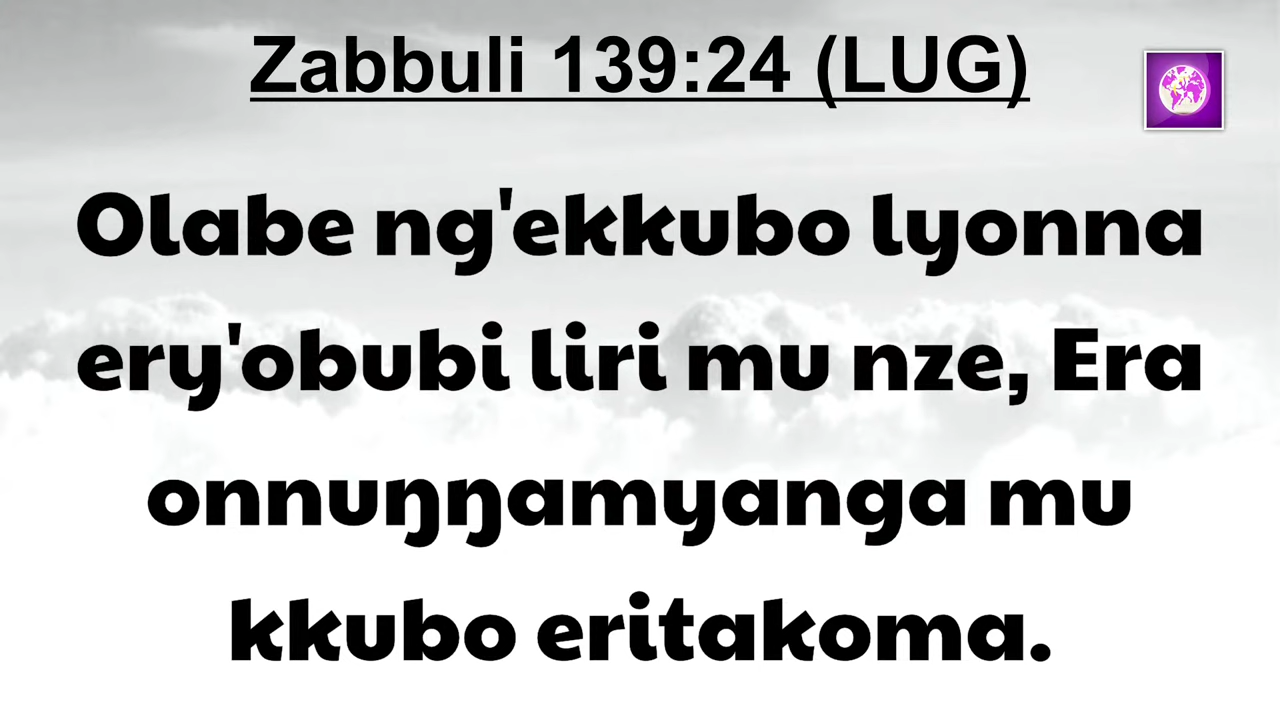 Zabbuli 139:24 (LUG)
Olabe ng'ekkubo lyonna
ery'obubi liri mu nze, Era
onnuŋŋamyanga mu
kkubo eritakoma.